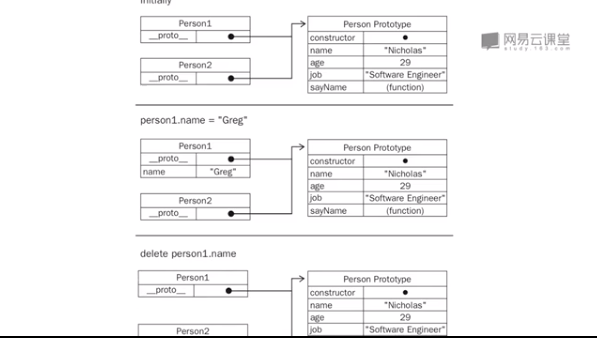 Initially
Person1
__proto__
Person2
__proto__
Person Prototype
constructor
name "Nicholas"
age 29
job "Software Engineer"
sayName (function)
网易云课堂
study.163.com
person1.name = "Greg"
Person1
__proto__
name "Greg"
Person2
__proto__
Person Prototype
constructor
name "Nicholas"
age 29
job "Software Engineer"
sayName (function)
delete person1.name
Person1
__proto__
Person2
Person Prototype
constructor
name "Nicholas"
age 29
job "Software Engineer"